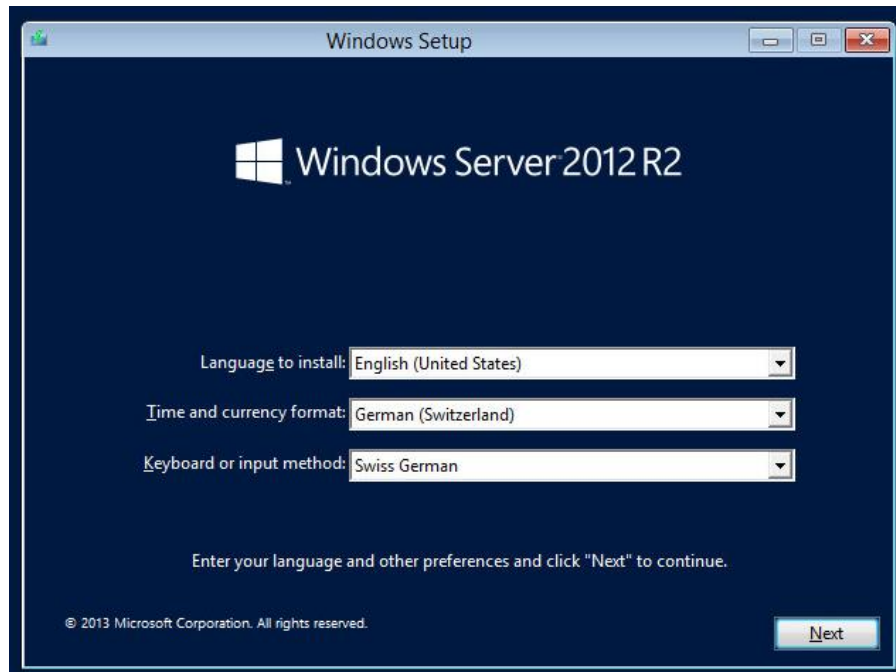 Windows Setup
Windows Server 2012 R2
Language to install: English (United States)
Time and currency format: German (Switzerland)
Keyboard or input method: Swiss German
Enter your language and other preferences and click "Next" to continue.
© 2013 Microsoft Corporation. All rights reserved.
Next